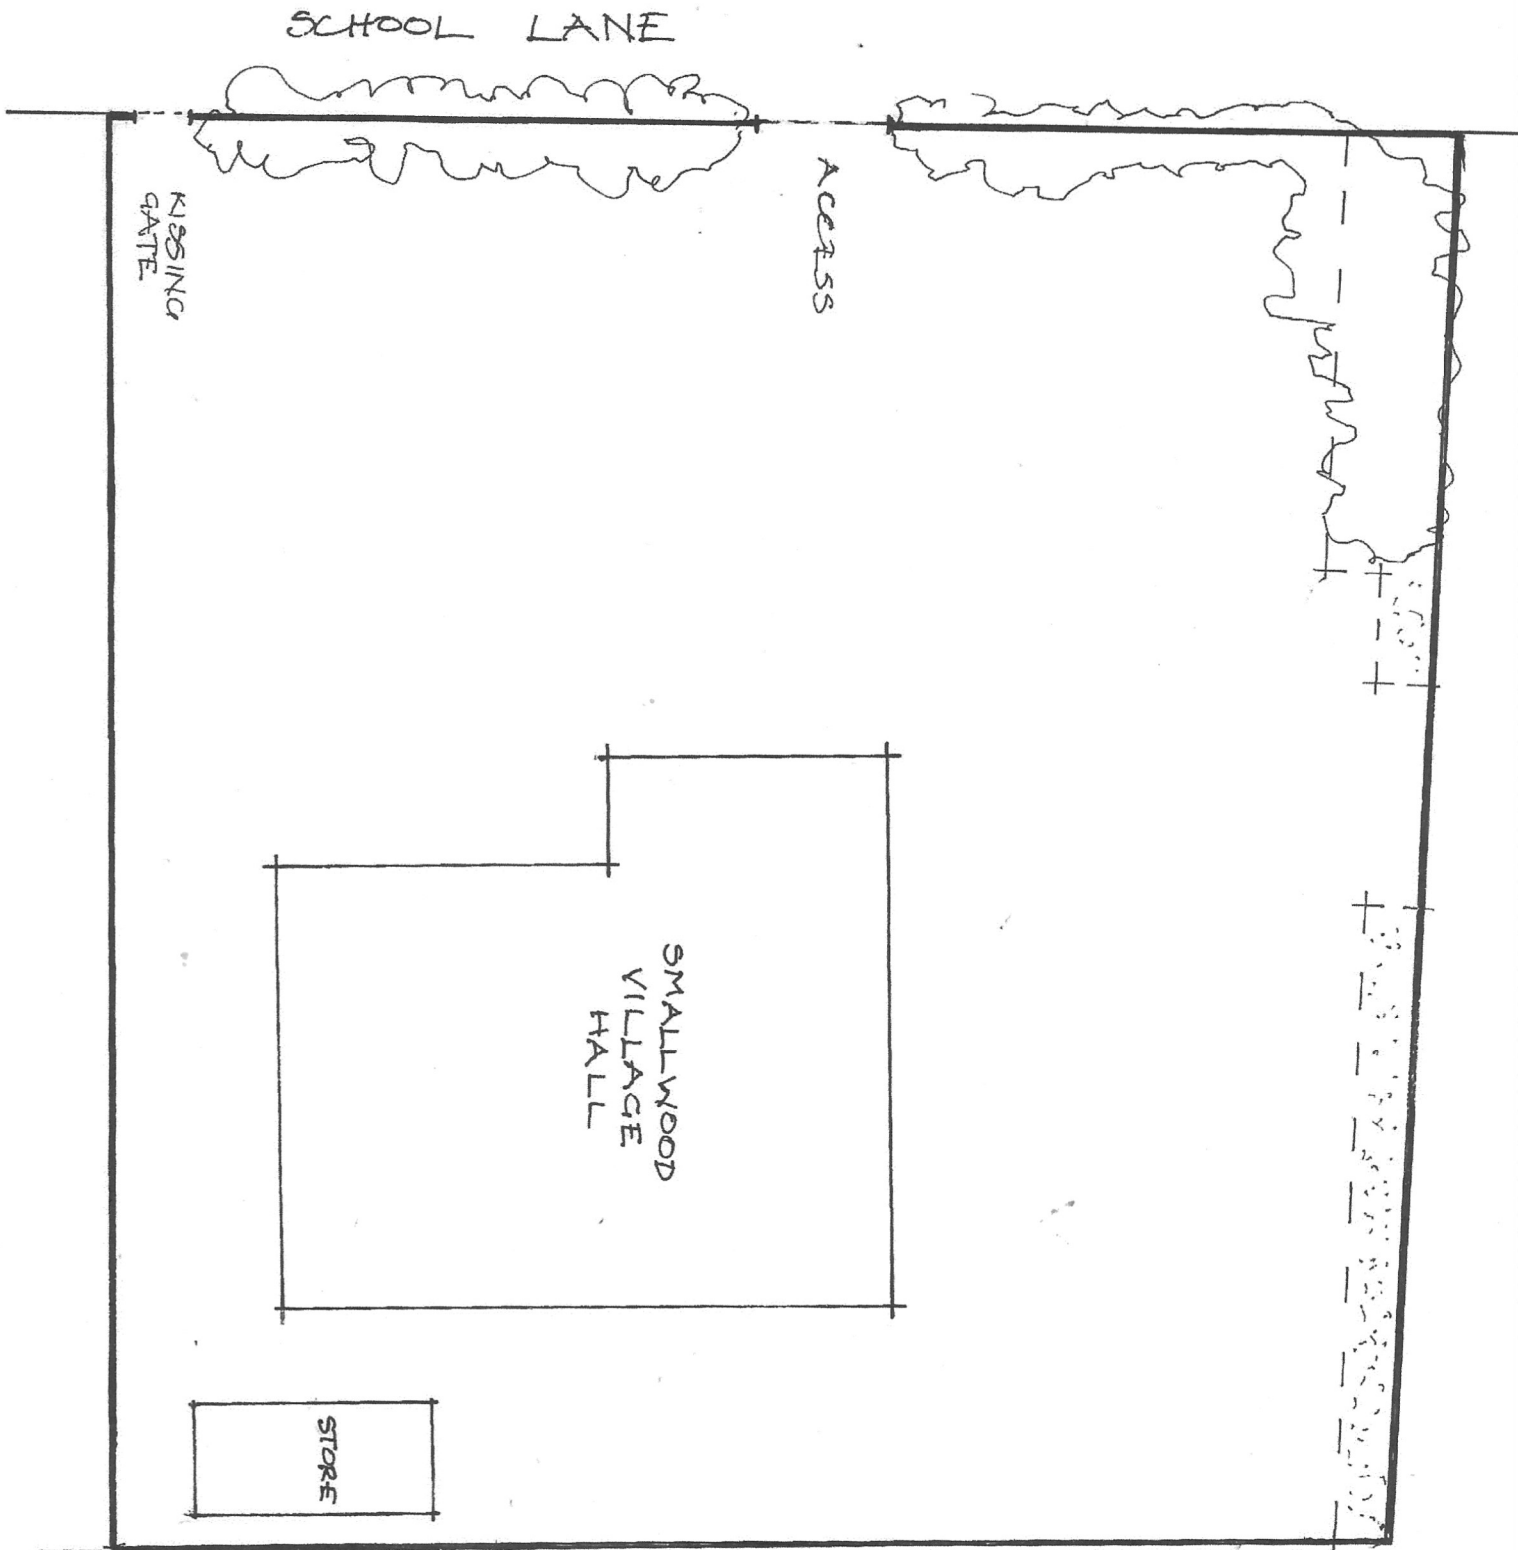 SCHOOL LANE
KISSING
GATE
ACCESS
SMALLWOOD
VILLAGE
HALL
STORE